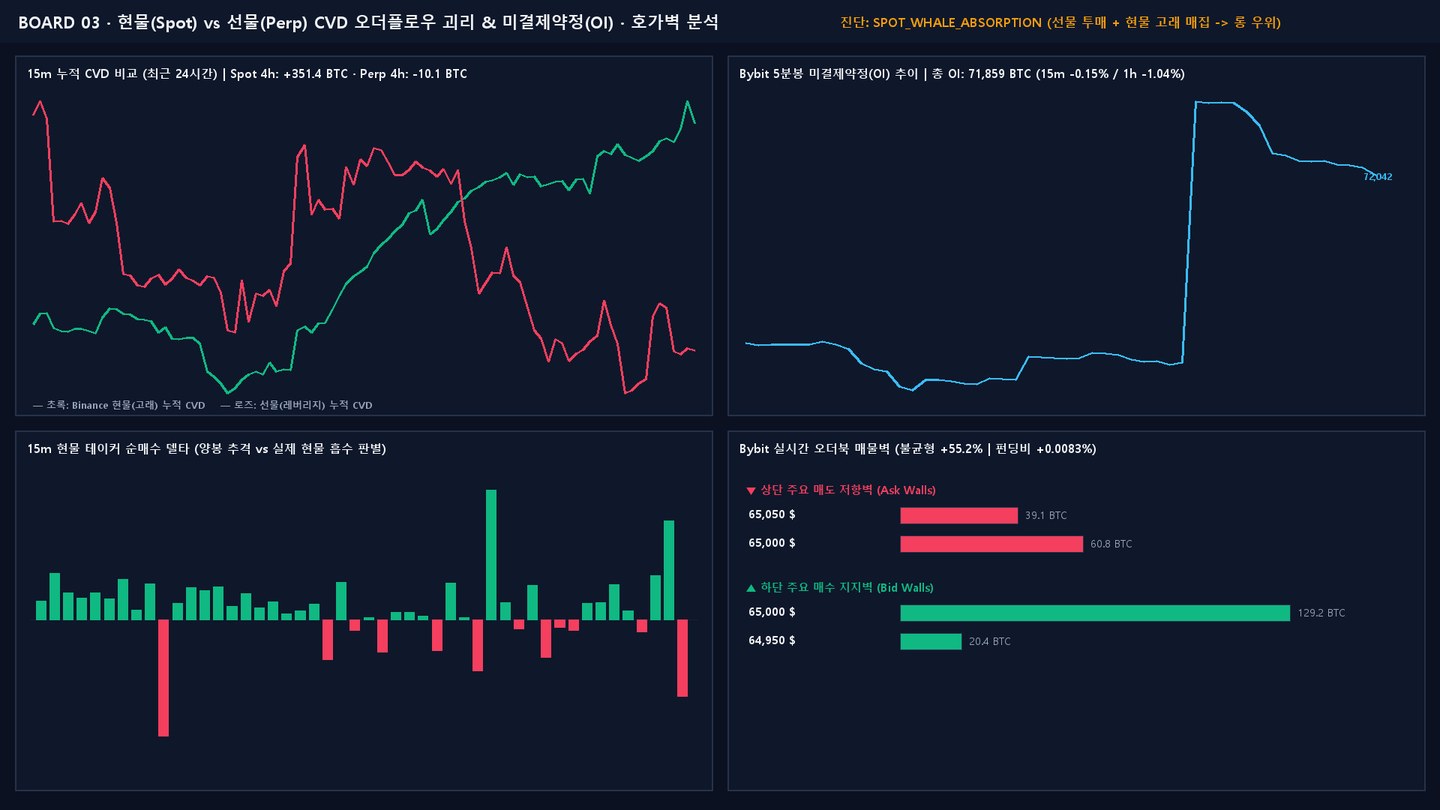 BOARD 03 · 현물(Spot) vs 선물(Perp) CVD 오더플로우 괴리 & 미결제약정(OI) · 호가벽 분석
진단: SPOT_WHALE_ABSORPTION (선물 투매 + 현물 고래 매집 -> 롱 우위)
15m 누적 CVD 비교 (최근 24시간) | Spot 4h: +351.4 BTC · Perp 4h: -10.1 BTC
— 초록: Binance 현물(고래) 누적 CVD — 로즈: 선물(레버리지) 누적 CVD
Bybit 5분봉 미결제약정(OI) 추이 | 총 OI: 71,859 BTC (15m -0.15% / 1h -1.04%)
72,042
15m 현물 테이커 순매수 델타 (양봉 추격 vs 실제 현물 흡수 판별)
Bybit 실시간 오더북 매물벽 (불균형 +55.2% | 펀딩비 +0.0083%)
▼ 상단 주요 매도 저항벽 (Ask Walls)
65,050 $ 39.1 BTC
65,000 $ 60.8 BTC
▲ 하단 주요 매수 지지벽 (Bid Walls)
65,000 $ 129.2 BTC
64,950 $ 20.4 BTC